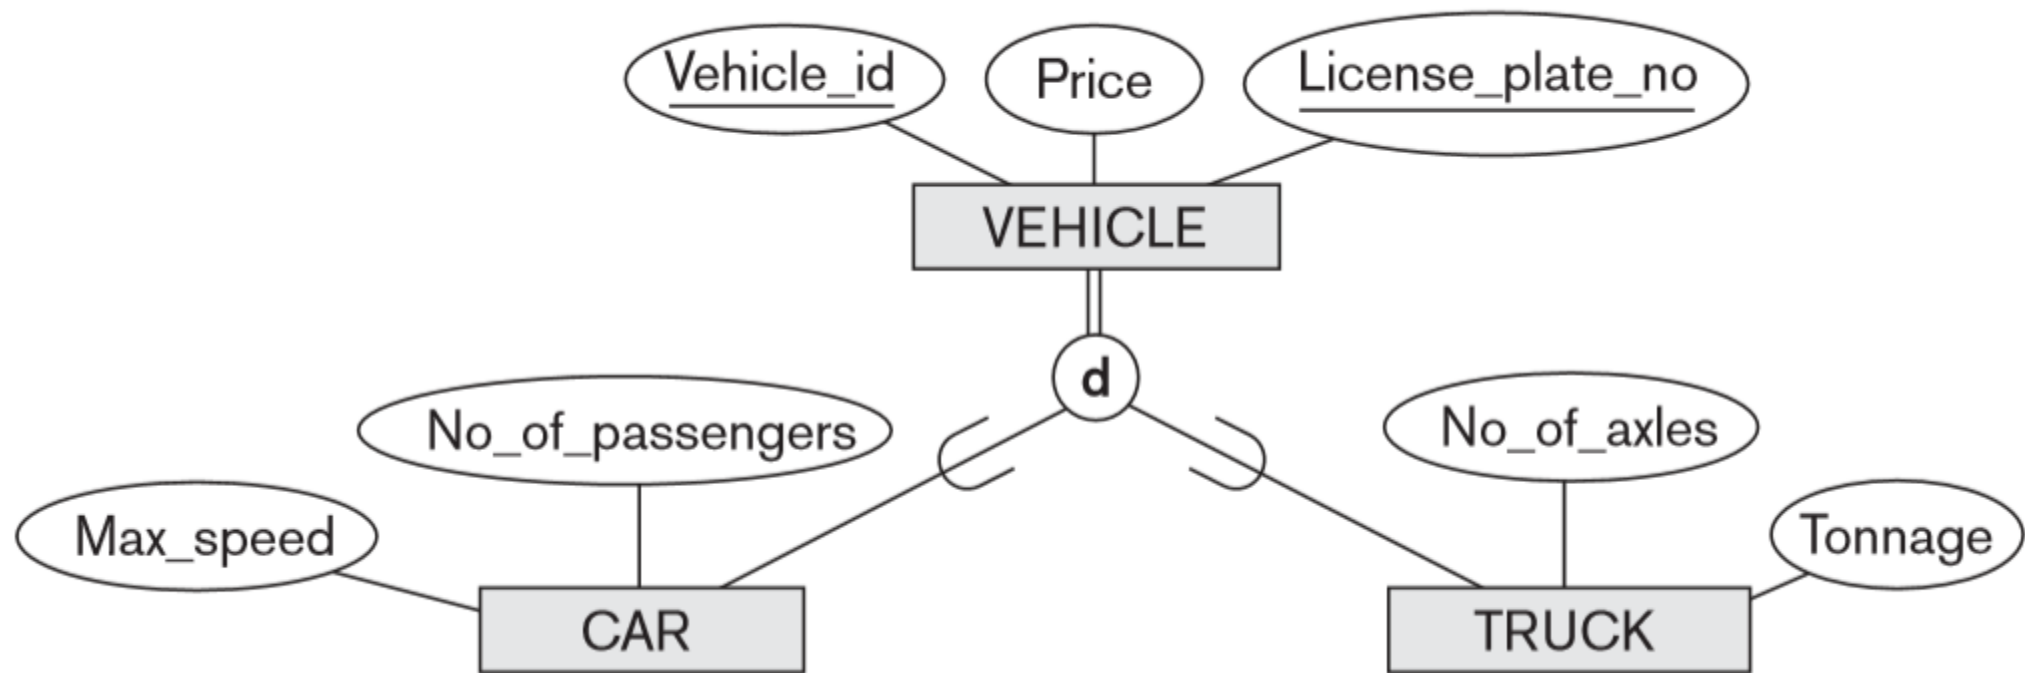 Vehicle_id
Price
License_plate_no
VEHICLE
d
No_of_passengers
No_of_axles
Max_speed
Tonnage
CAR
TRUCK